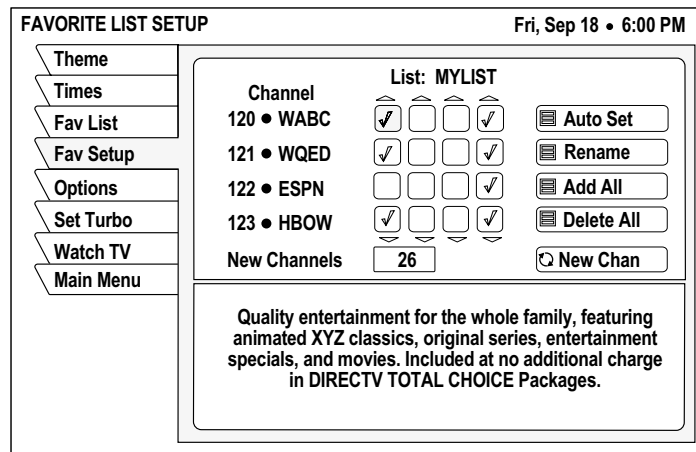 FAVORITE LIST SETUP
Fri, Sep 18 • 6:00 PM
Theme
Times
Fav List
Fav Setup
Options
Set Turbo
Watch TV
Main Menu
List: MYLIST
Channel
120 • WABC
Auto Set
121 • WQED
Rename
122 • ESPN
Add All
123 • HBOW
Delete All
New Channels 26
New Chan
Quality entertainment for the whole family, featuring
animated XYZ classics, original series, entertainment
specials, and movies. Included at no additional charge
in DIRECTV TOTAL CHOICE Packages.